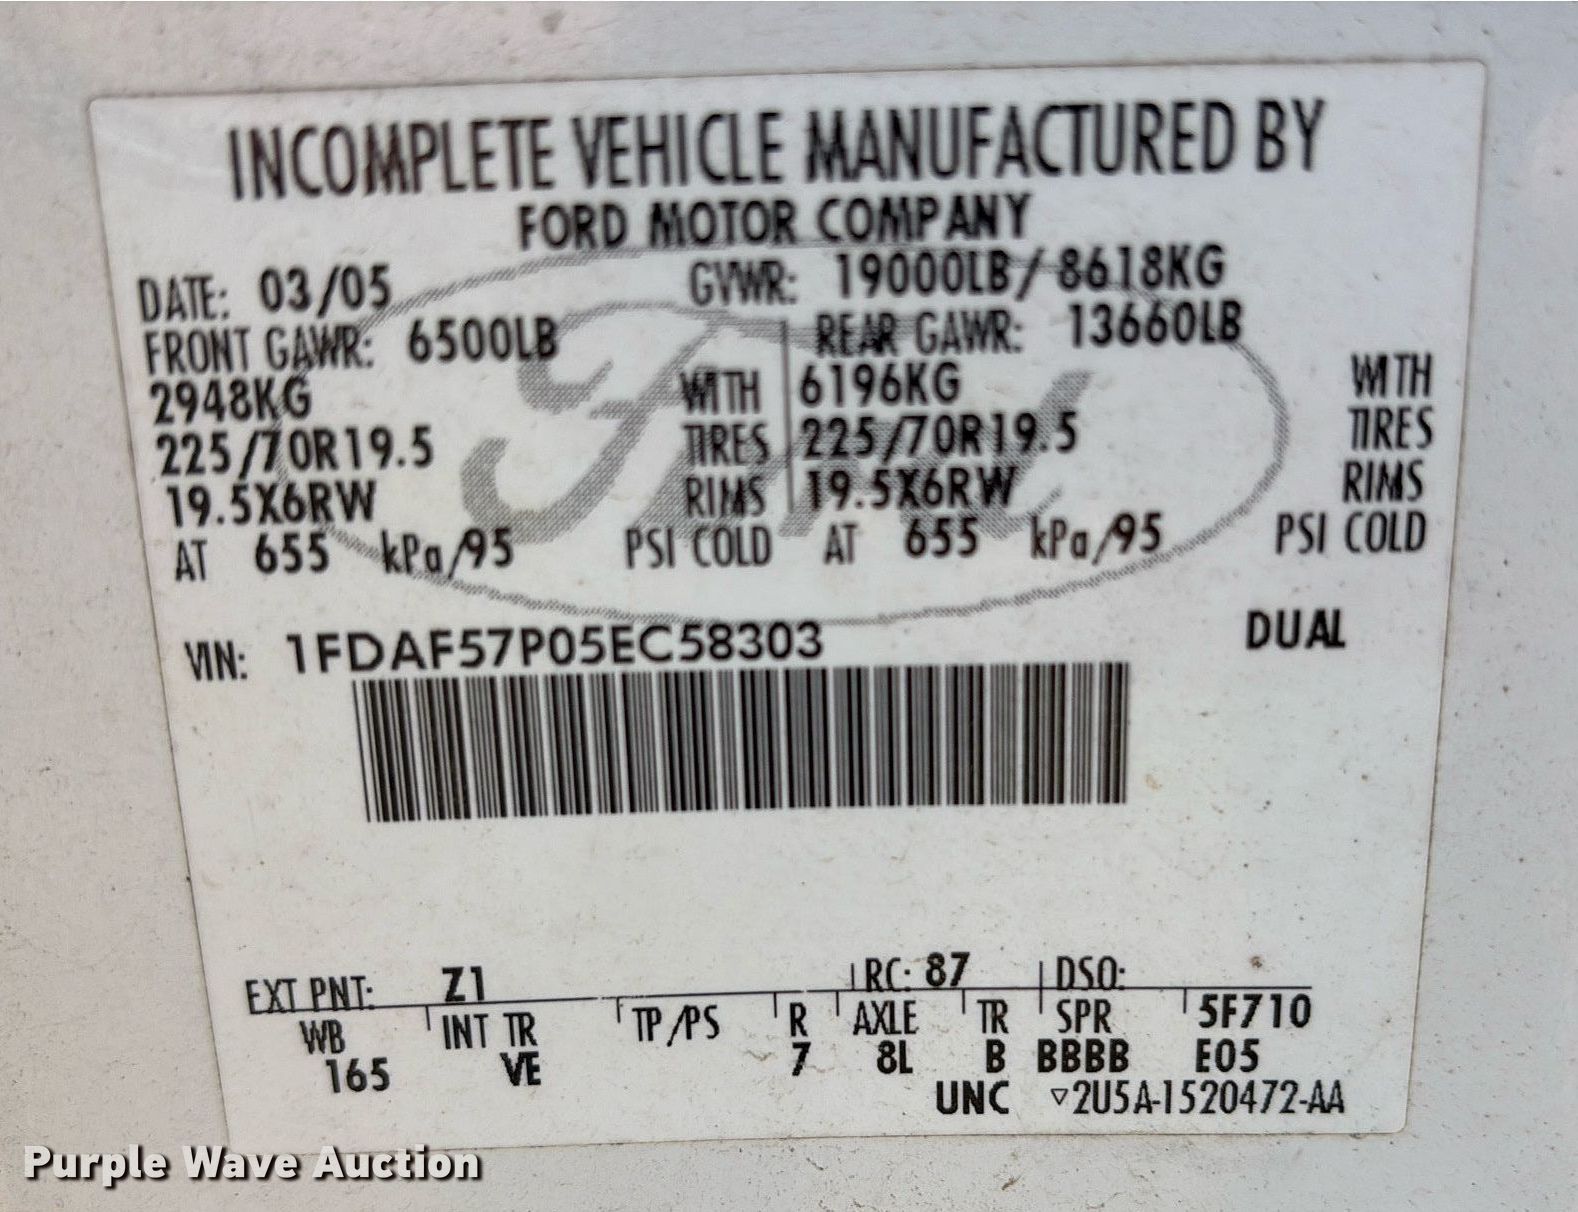 INCOMPLETE VEHICLE MANUFACTURED BY
FORD MOTOR COMPANY
DATE: 03/05 GVWR: 19000LB/8618KG
FRONT GAWR: 6500LB REAR GAWR: 13660LB
2948KG WITH 6196KG WITH
225/70R19.5 TIRES 225/70R19.5 TIRES
19.5X6RW RIMS 19.5X6RW RIMS
AT 655 kPa/95 PSI COLD AT 655 kPa/95 PSI COLD
VIN: 1FDAF57P05EC58303 DUAL
EXT PNT: Z1 RC: 87 DSO:
WB INT TR TP/PS R AXLE TR SPR 5F710
165 VE 7 8L B BBBB E05
UNC ▽2U5A-1520472-AA
Ford
Purple Wave Auction